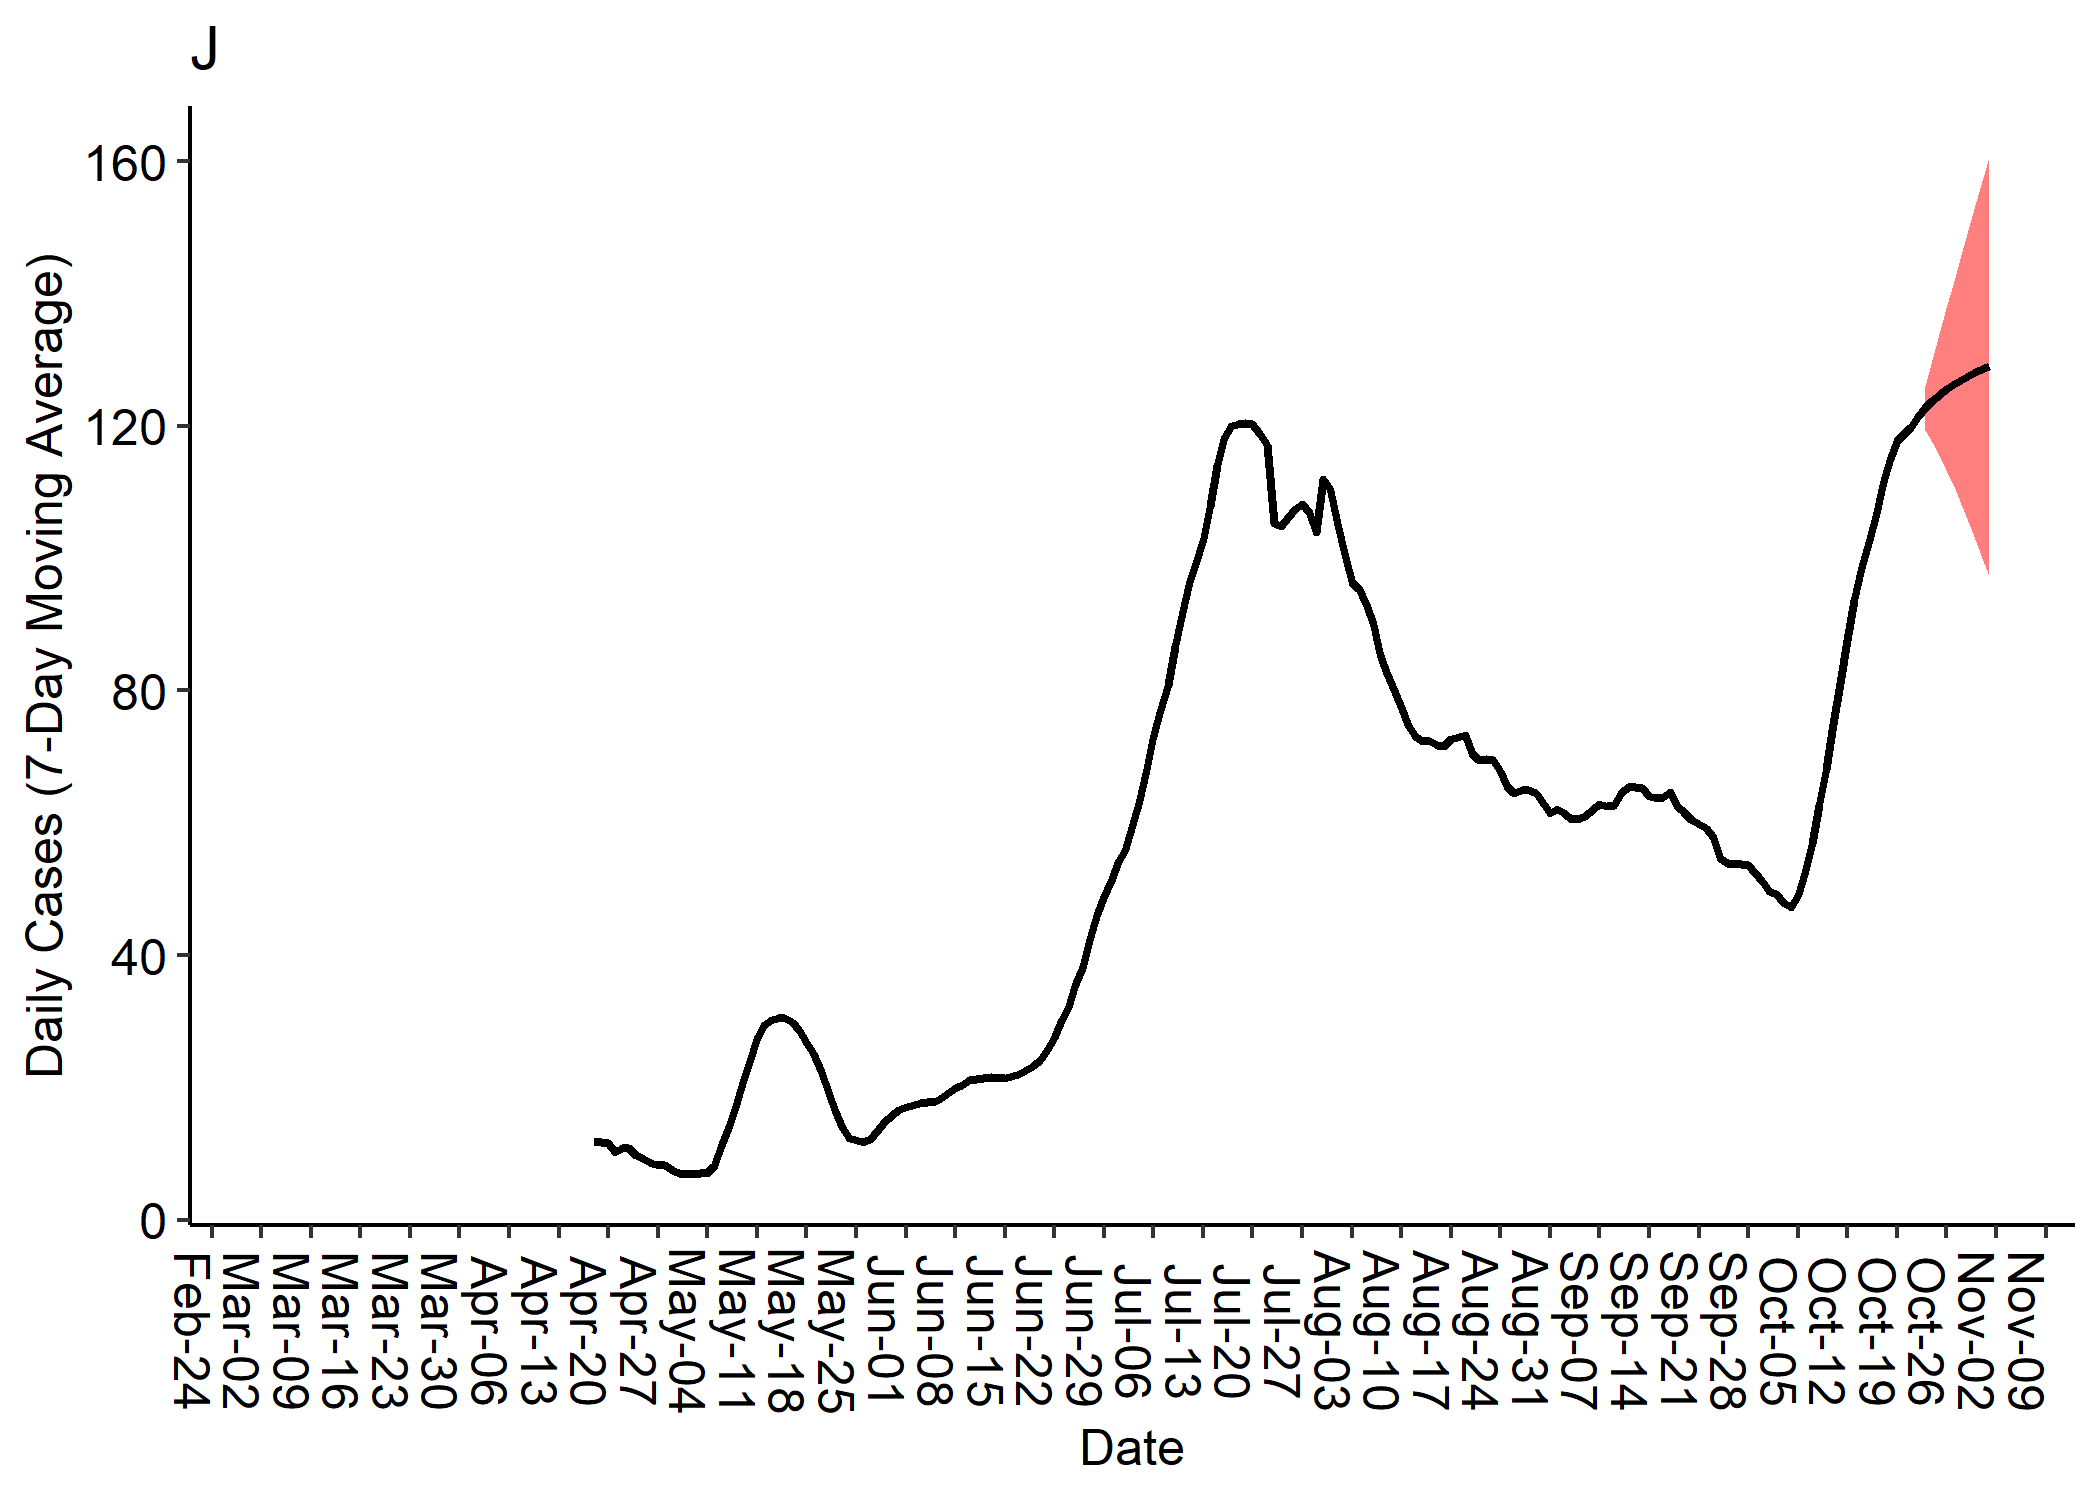 J
160
120
80
40
0
Daily Cases (7-Day Moving Average)
Feb-24
Mar-02
Mar-09
Mar-16
Mar-23
Mar-30
Apr-06
Apr-13
Apr-20
Apr-27
May-04
May-11
May-18
May-25
Jun-01
Jun-08
Jun-15
Jun-22
Jun-29
Jul-06
Jul-13
Jul-20
Jul-27
Aug-03
Aug-10
Aug-17
Aug-24
Aug-31
Sep-07
Sep-14
Sep-21
Sep-28
Oct-05
Oct-12
Oct-19
Oct-26
Nov-02
Nov-09
Date